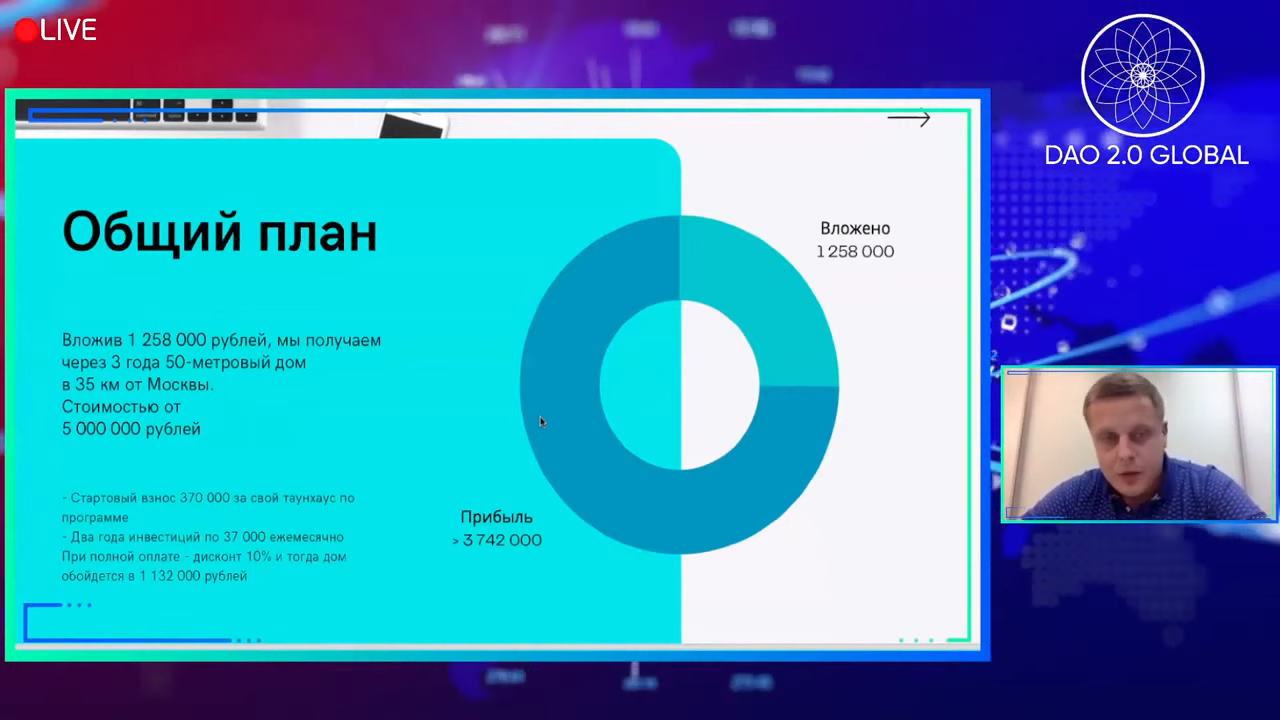 LIVE
DAO 2.0 GLOBAL
Общий план
Вложено
1 258 000
Вложив 1 258 000 рублей, мы получаем
через 3 года 50-метровый дом
в 35 км от Москвы.
Стоимостью от
5 000 000 рублей
- Стартовый взнос 370 000 за свой таунхаус по
программе
- Два года инвестиций по 37 000 ежемесячно
При полной оплате - дисконт 10% и тогда дом
обойдется в 1 132 000 рублей
Прибыль
> 3 742 000